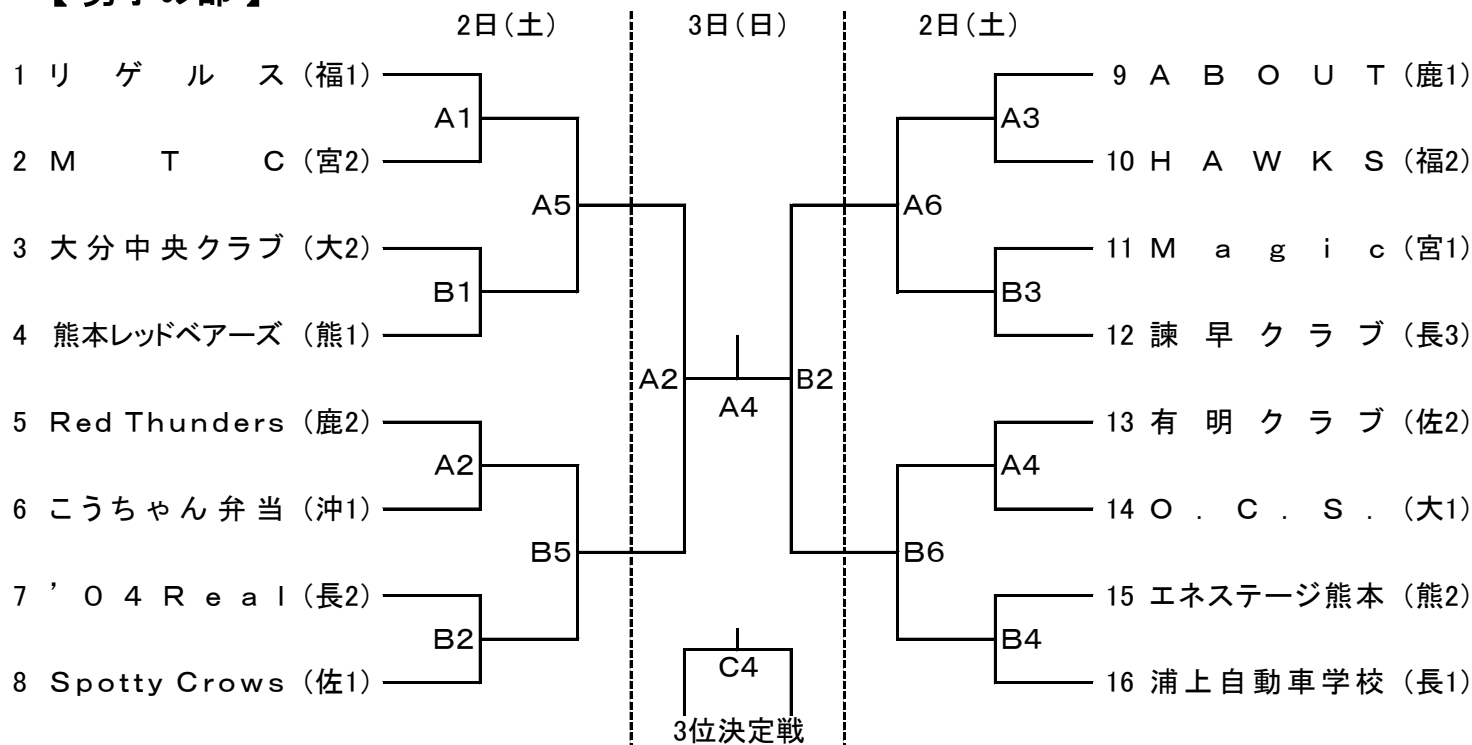 【 男子の部 】
2日(土) 3日(日) 2日(土)
1 リゲルス (福1)
A1
2 MTC (宮2)
A5
3 大分中央クラブ (大2)
B1
4 熊本レッドベアーズ (熊1)
A2
5 Red Thunders (鹿2)
A2
6 こうちゃん弁当 (沖1)
B5
7 ’04Real (長2)
B2
8 Spotty Crows (佐1)
A4
C4
3位決定戦
9 ABOUT (鹿1)
A3
10 HAWKS (福2)
A6
11 Magic (宮1)
B3
12 諫早クラブ (長3)
B2
13 有明クラブ (佐2)
A4
14 O.C.S. (大1)
B6
15 エネステージ熊本 (熊2)
B4
16 浦上自動車学校 (長1)